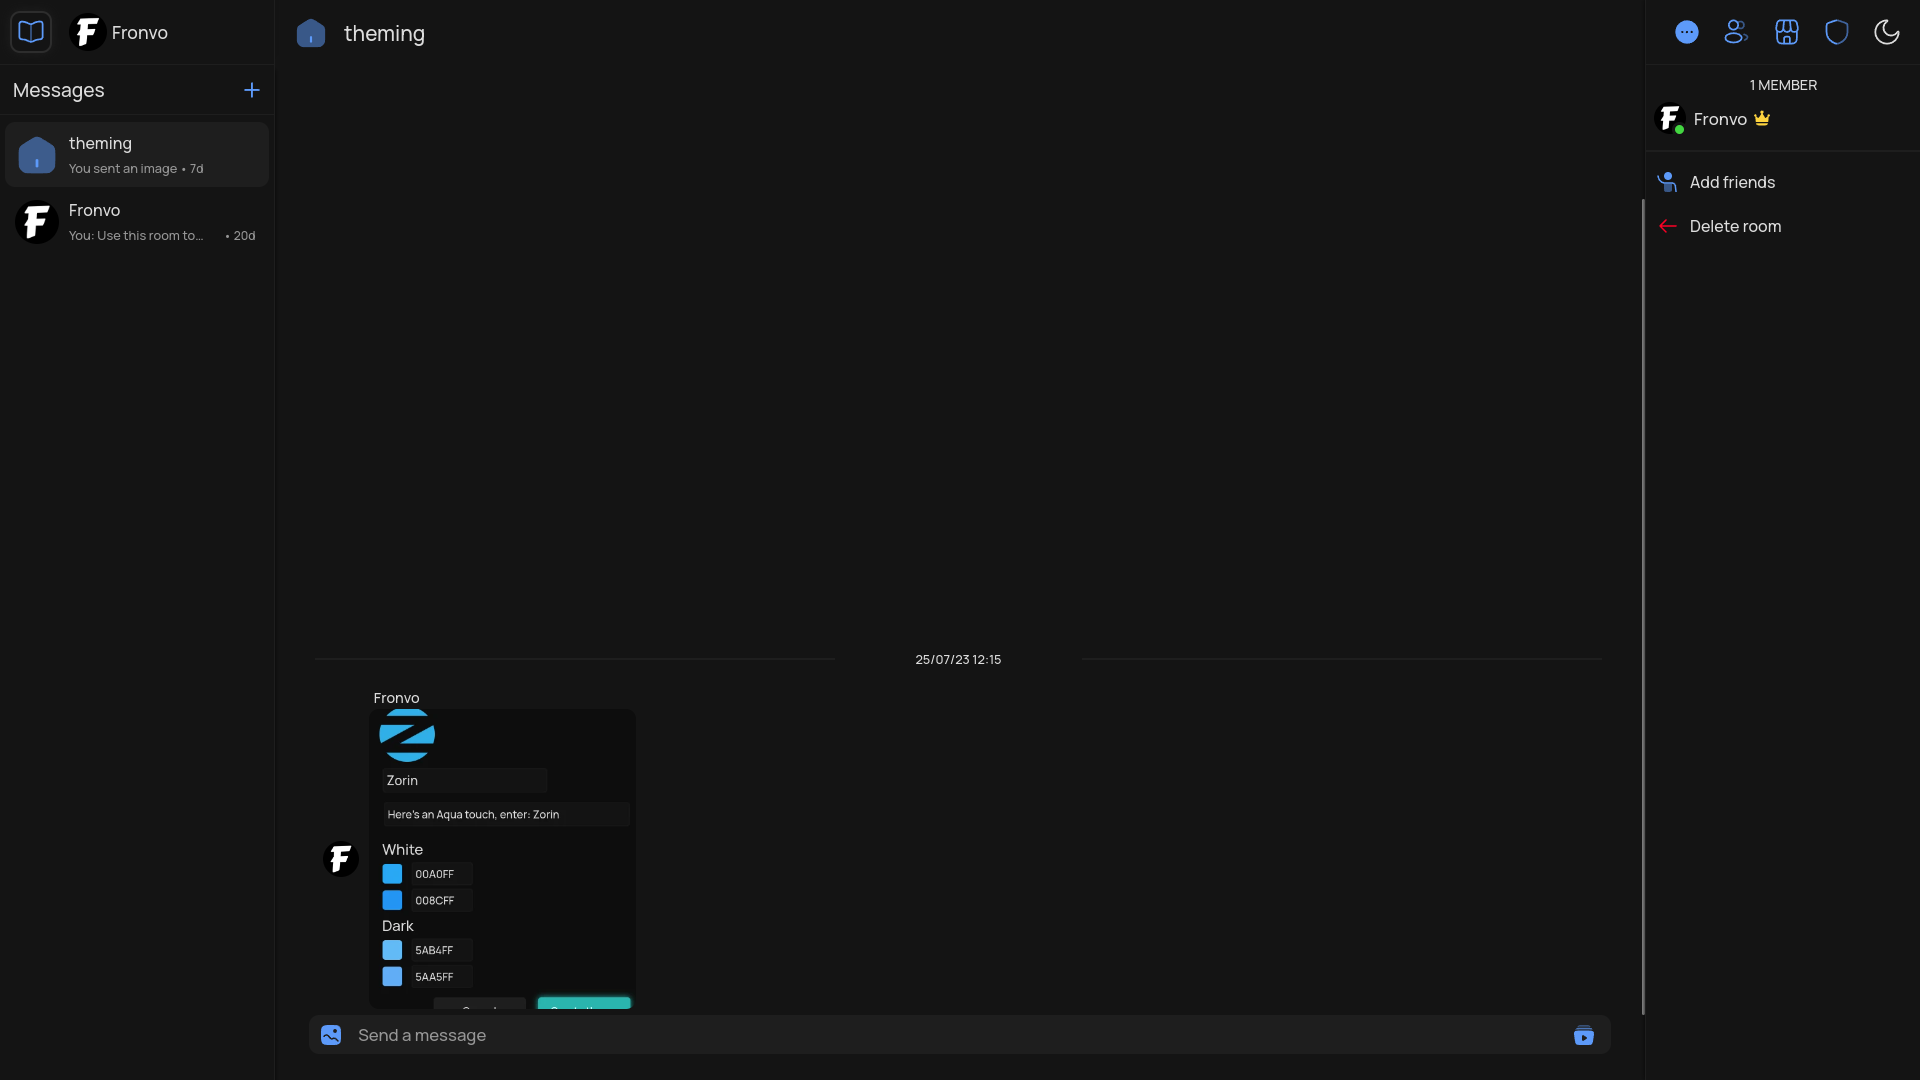 Fronvo
Messages
theming
You sent an image • 7d
Fronvo
You: Use this room to... • 20d
theming
25/07/23 12:15
Fronvo
Zorin
Here's an Aqua touch, enter: Zorin
White
00A0FF
008CFF
Dark
5AB4FF
5AA5FF
Send a message
1 MEMBER
Fronvo
Add friends
Delete room